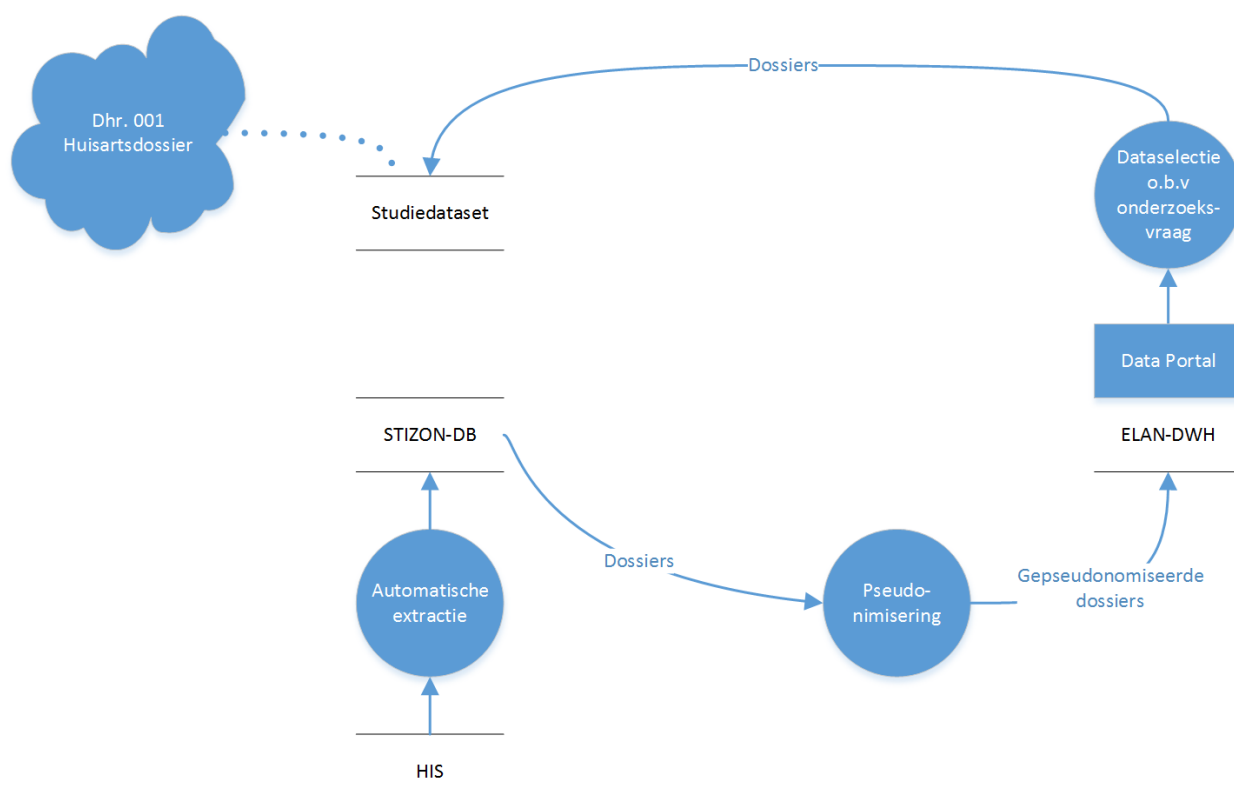 Dossiers
Dhr. 001
Huisartsdossier
Dataselectie
o.b.v
onderzoeks-
vraag
Studiedataset
Data Portal
STIZON-DB
ELAN-DWH
Dossiers
Gepseudonomiseerde
dossiers
Automatische
extractie
Pseudo-
nimisering
HIS